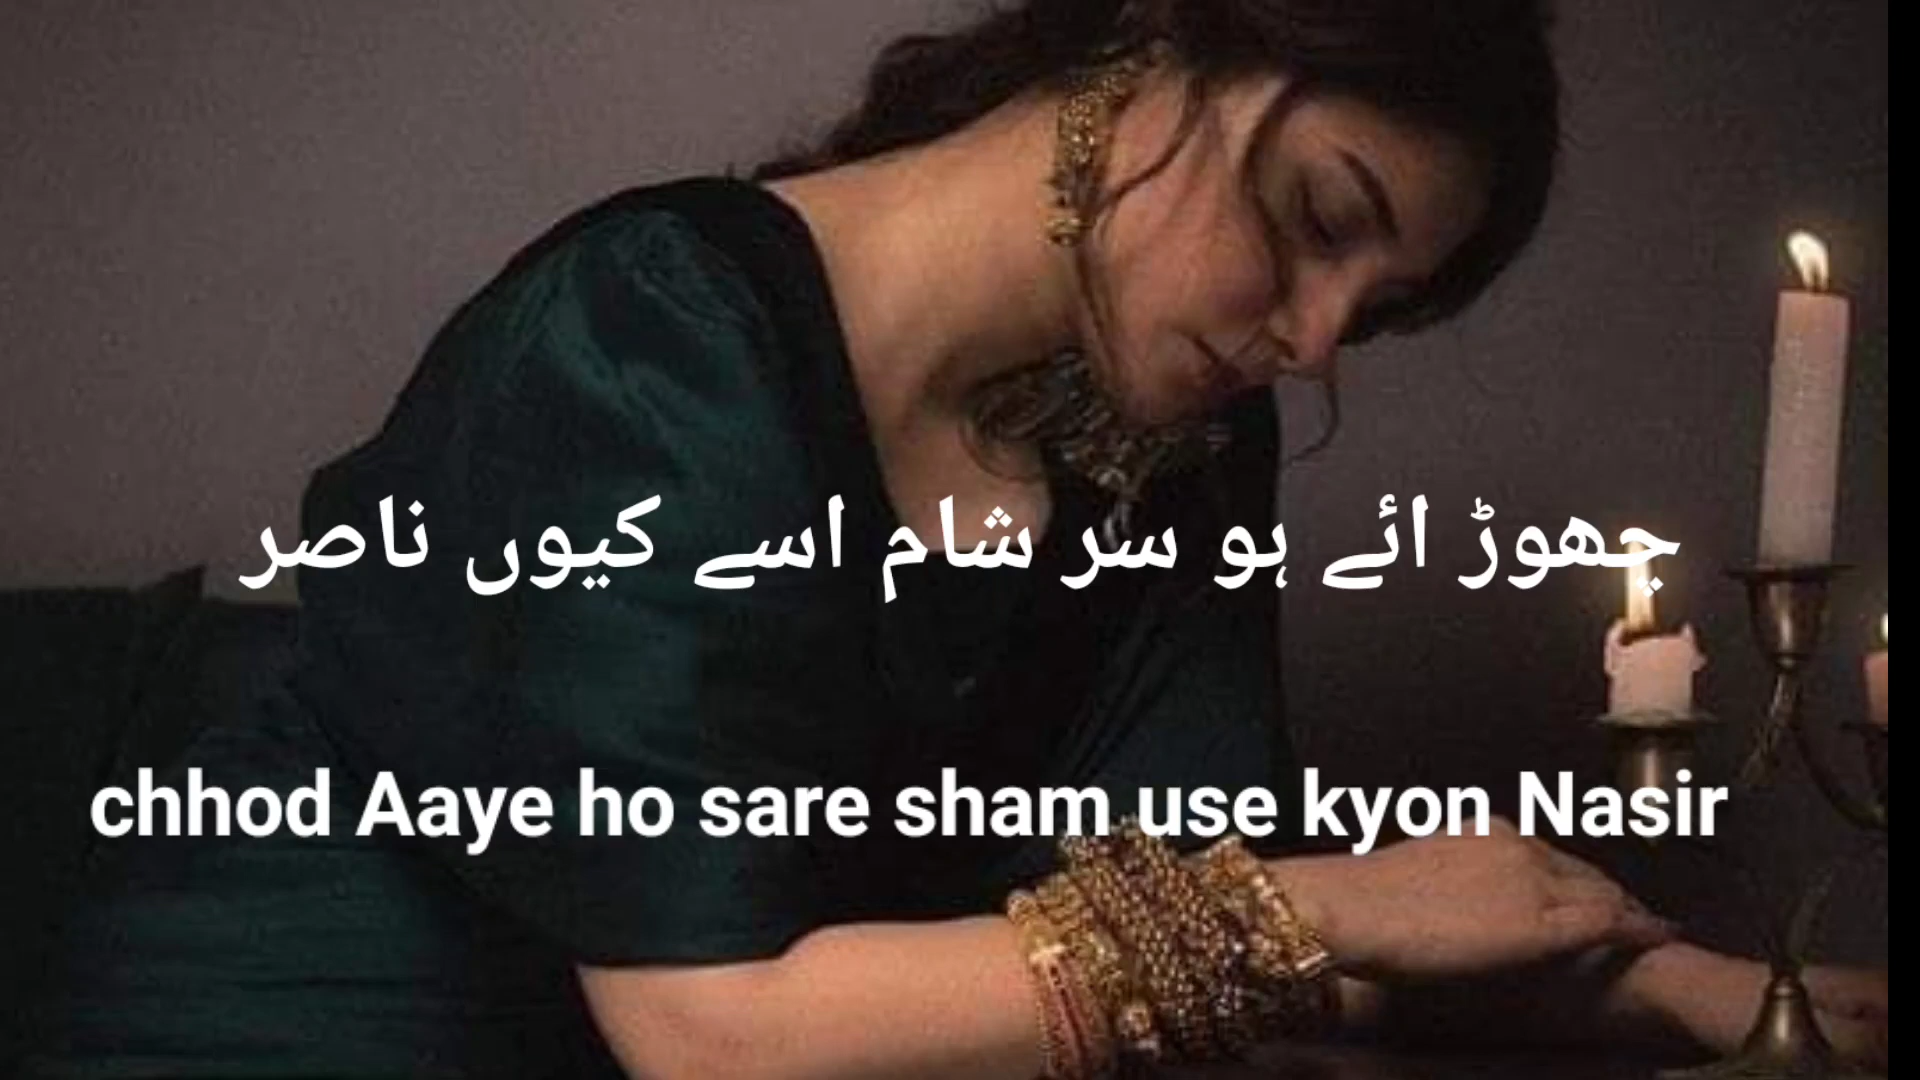 چھوڑ ائے ہو سر شام اسے کیوں ناصر
chhod Aaye ho sare sham use kyon Nasir